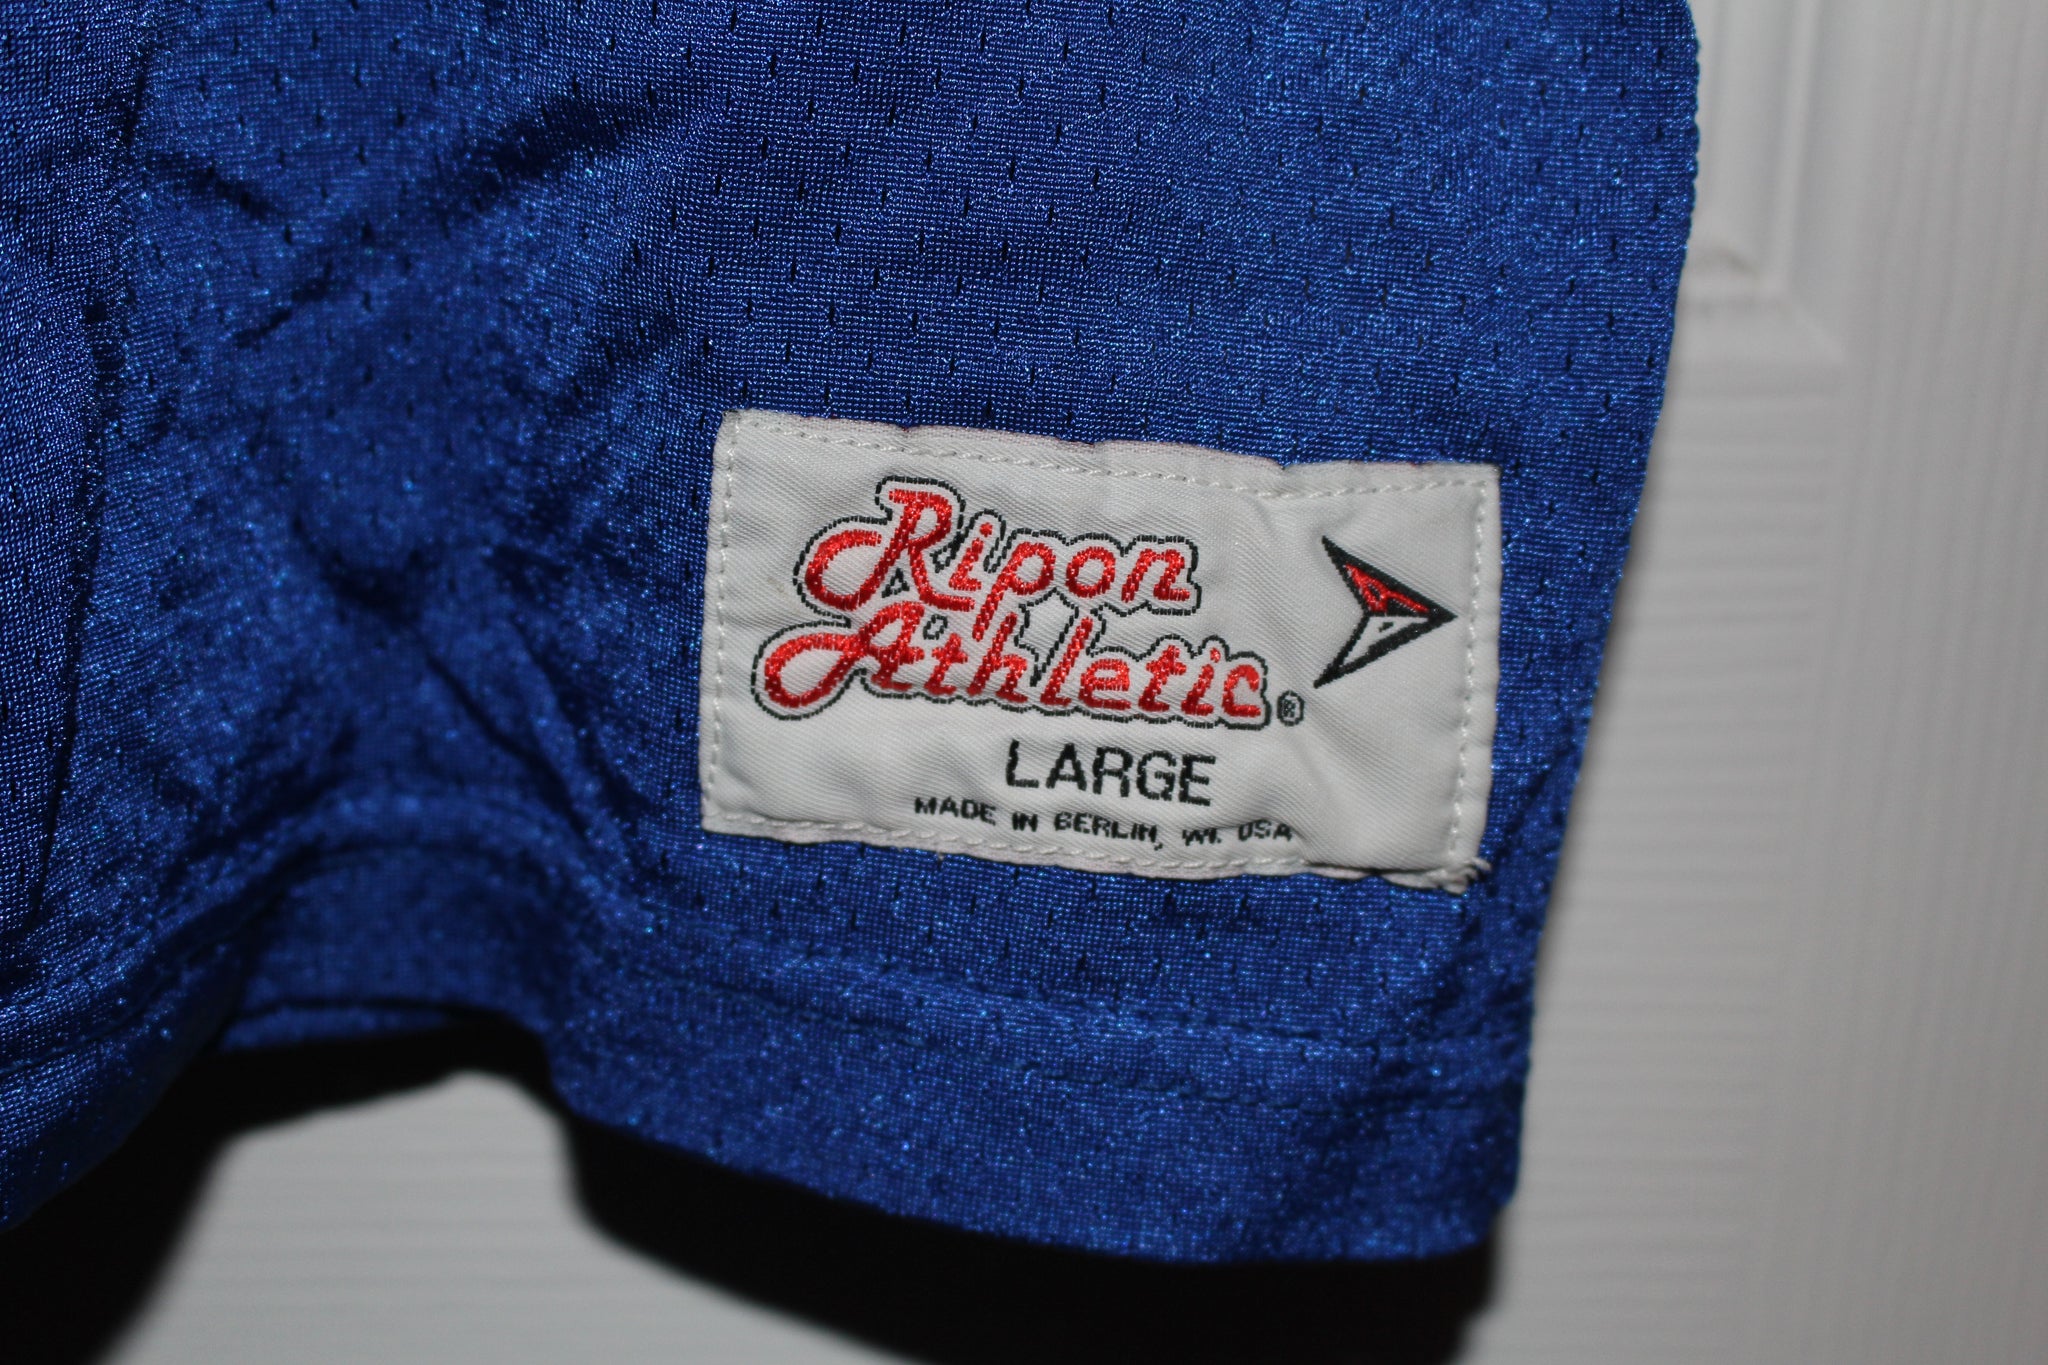 Ripon
Athletic®
LARGE
MADE IN BERLIN, WI. USA